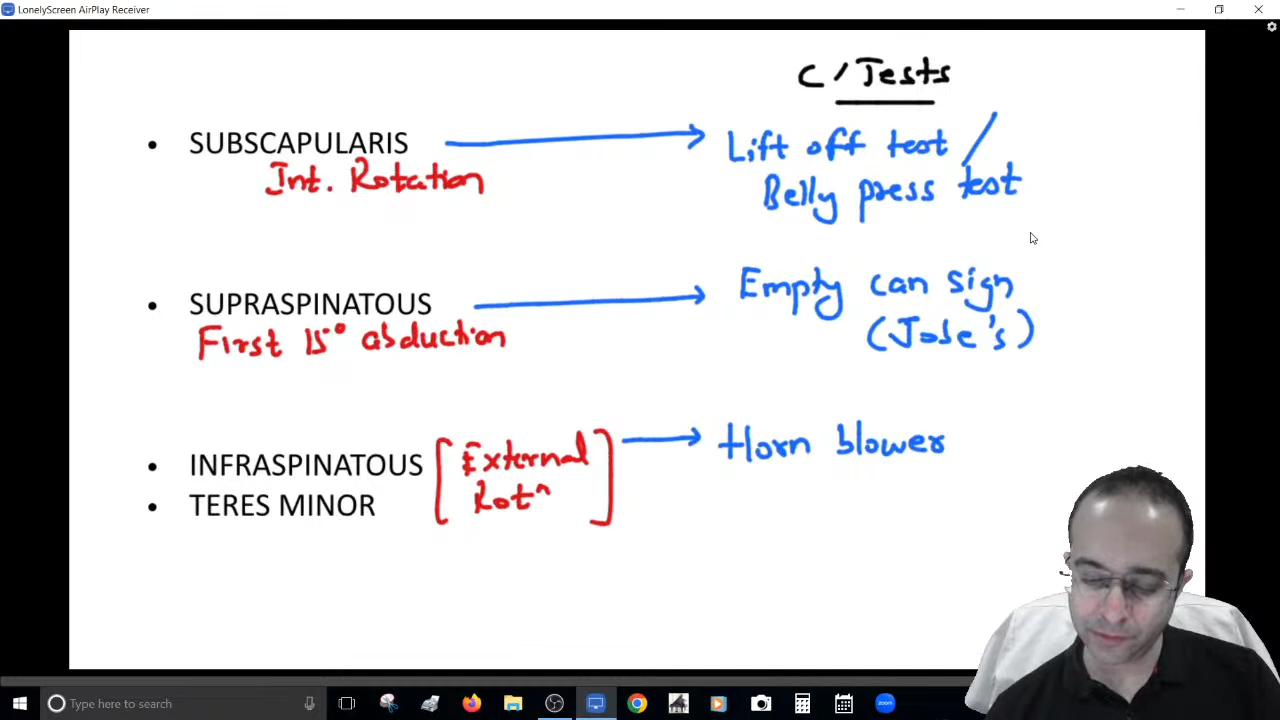 LonelyScreen AirPlay Receiver
C/Tests
• SUBSCAPULARIS
Int. Rotation
Lift off test /
Belly press test
• SUPRASPINATOUS
First 15° abduction
Empty can sign
(Jobe's)
• INFRASPINATOUS
• TERES MINOR
[External
Rotⁿ]
Horn blower
Type here to search
zoom